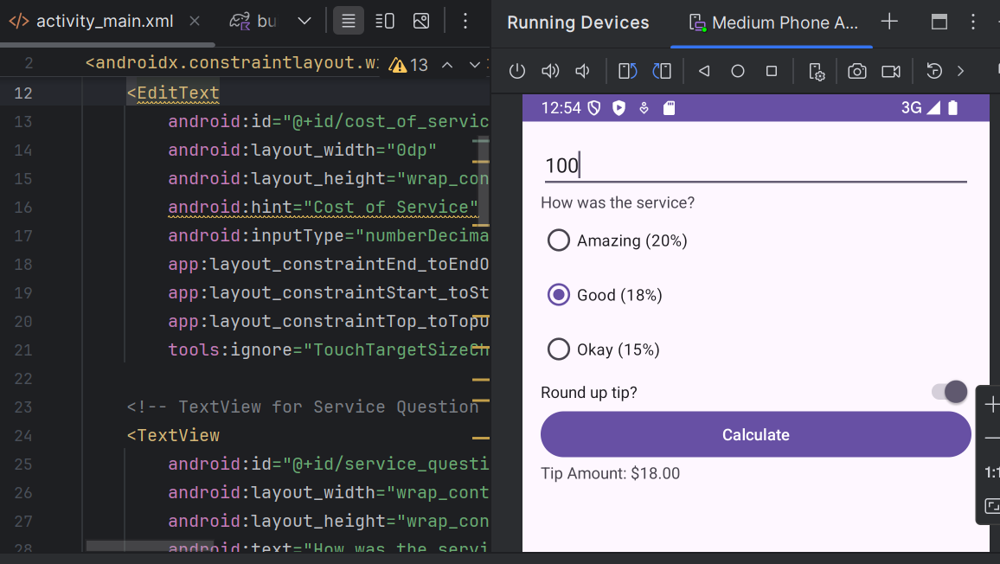 activity_main.xml
bu
Running Devices
Medium Phone A...
2 <androidx.constraintlayout.w
13
12 <EditText
13 android:id="@+id/cost_of_servic
14 android:layout_width="0dp"
15 android:layout_height="wrap_con
16 android:hint="Cost of Service"
17 android:inputType="numberDecima
18 app:layout_constraintEnd_toEndO
19 app:layout_constraintStart_toSt
20 app:layout_constraintTop_toTopO
21 tools:ignore="TouchTargetSizeCh
22
23 <!-- TextView for Service Question
24 <TextView
25 android:id="@+id/service_questi
26 android:layout_width="wrap_cont
27 android:layout_height="wrap_con
28 android:text="How was the servi
12:54
3G
100
How was the service?
Amazing (20%)
Good (18%)
Okay (15%)
Round up tip?
Calculate
Tip Amount: $18.00
1:1